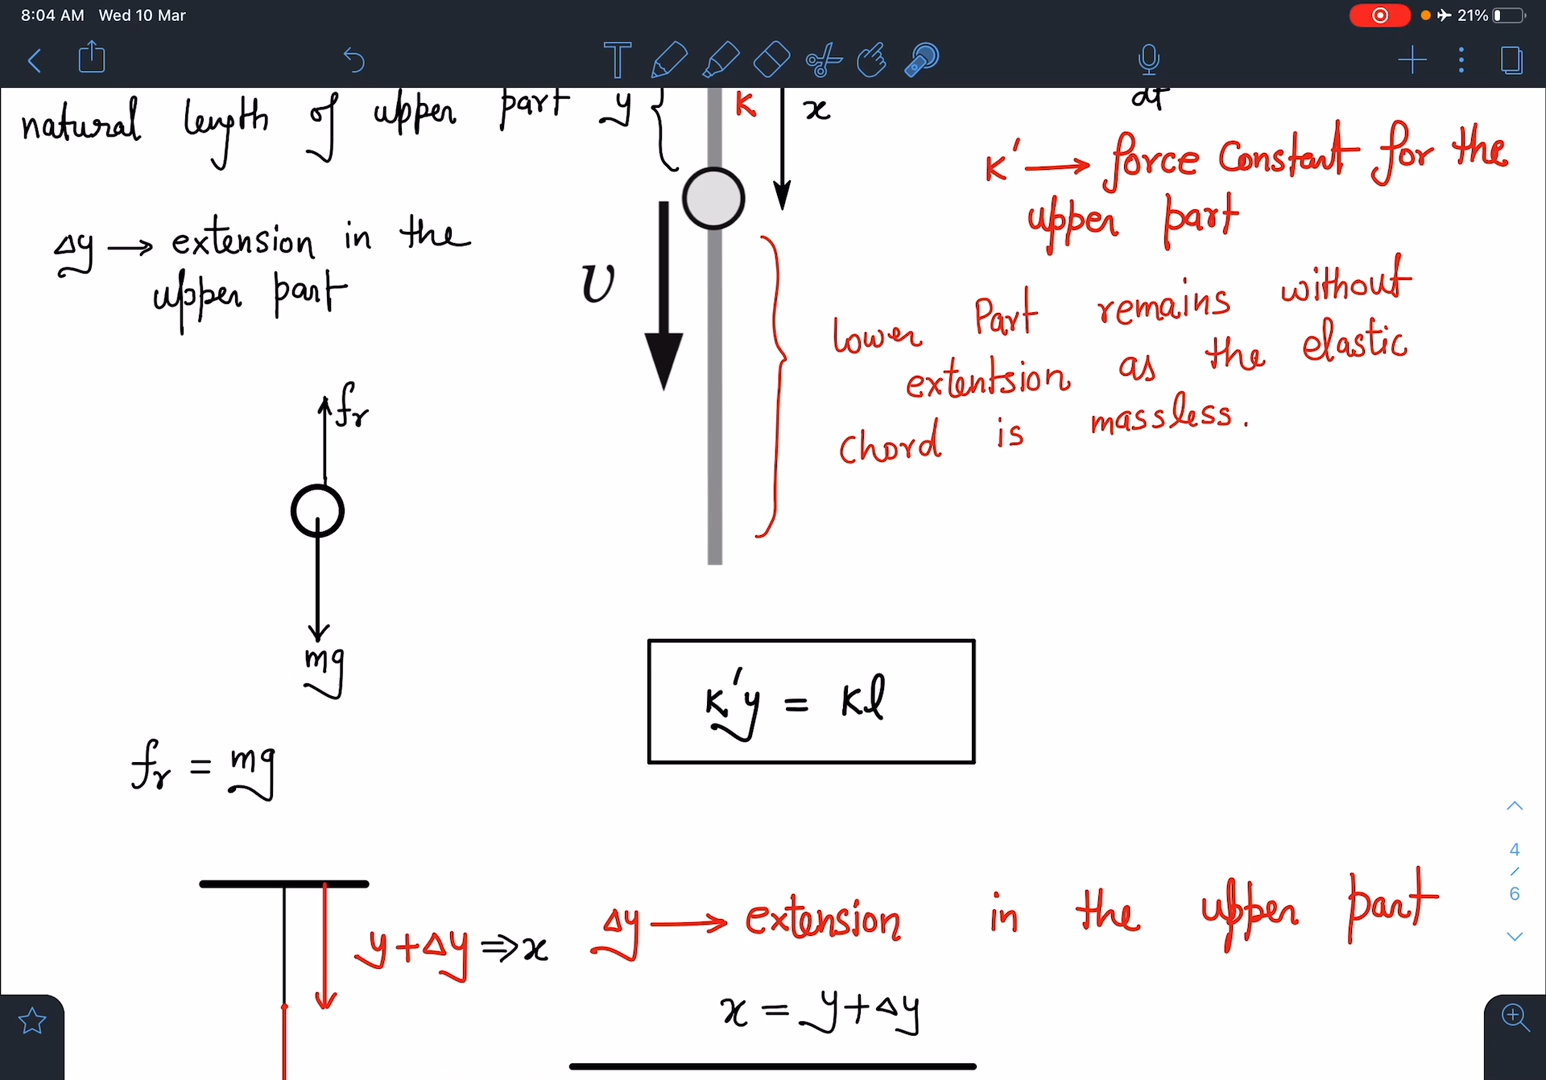 8:04 AM Wed 10 Mar
21%
T
natural length of upper part y
K
x
dt
K' → force Constant for the
upper part
Δy → extension in the
upper part
υ
lower Part remains without
extentsion as the elastic
Chord is massless.
fr
mg
K'y = Kl
fr = mg
4
/
6
y+Δy ⇒ x
Δy → extension in the upper part
x = y+Δy